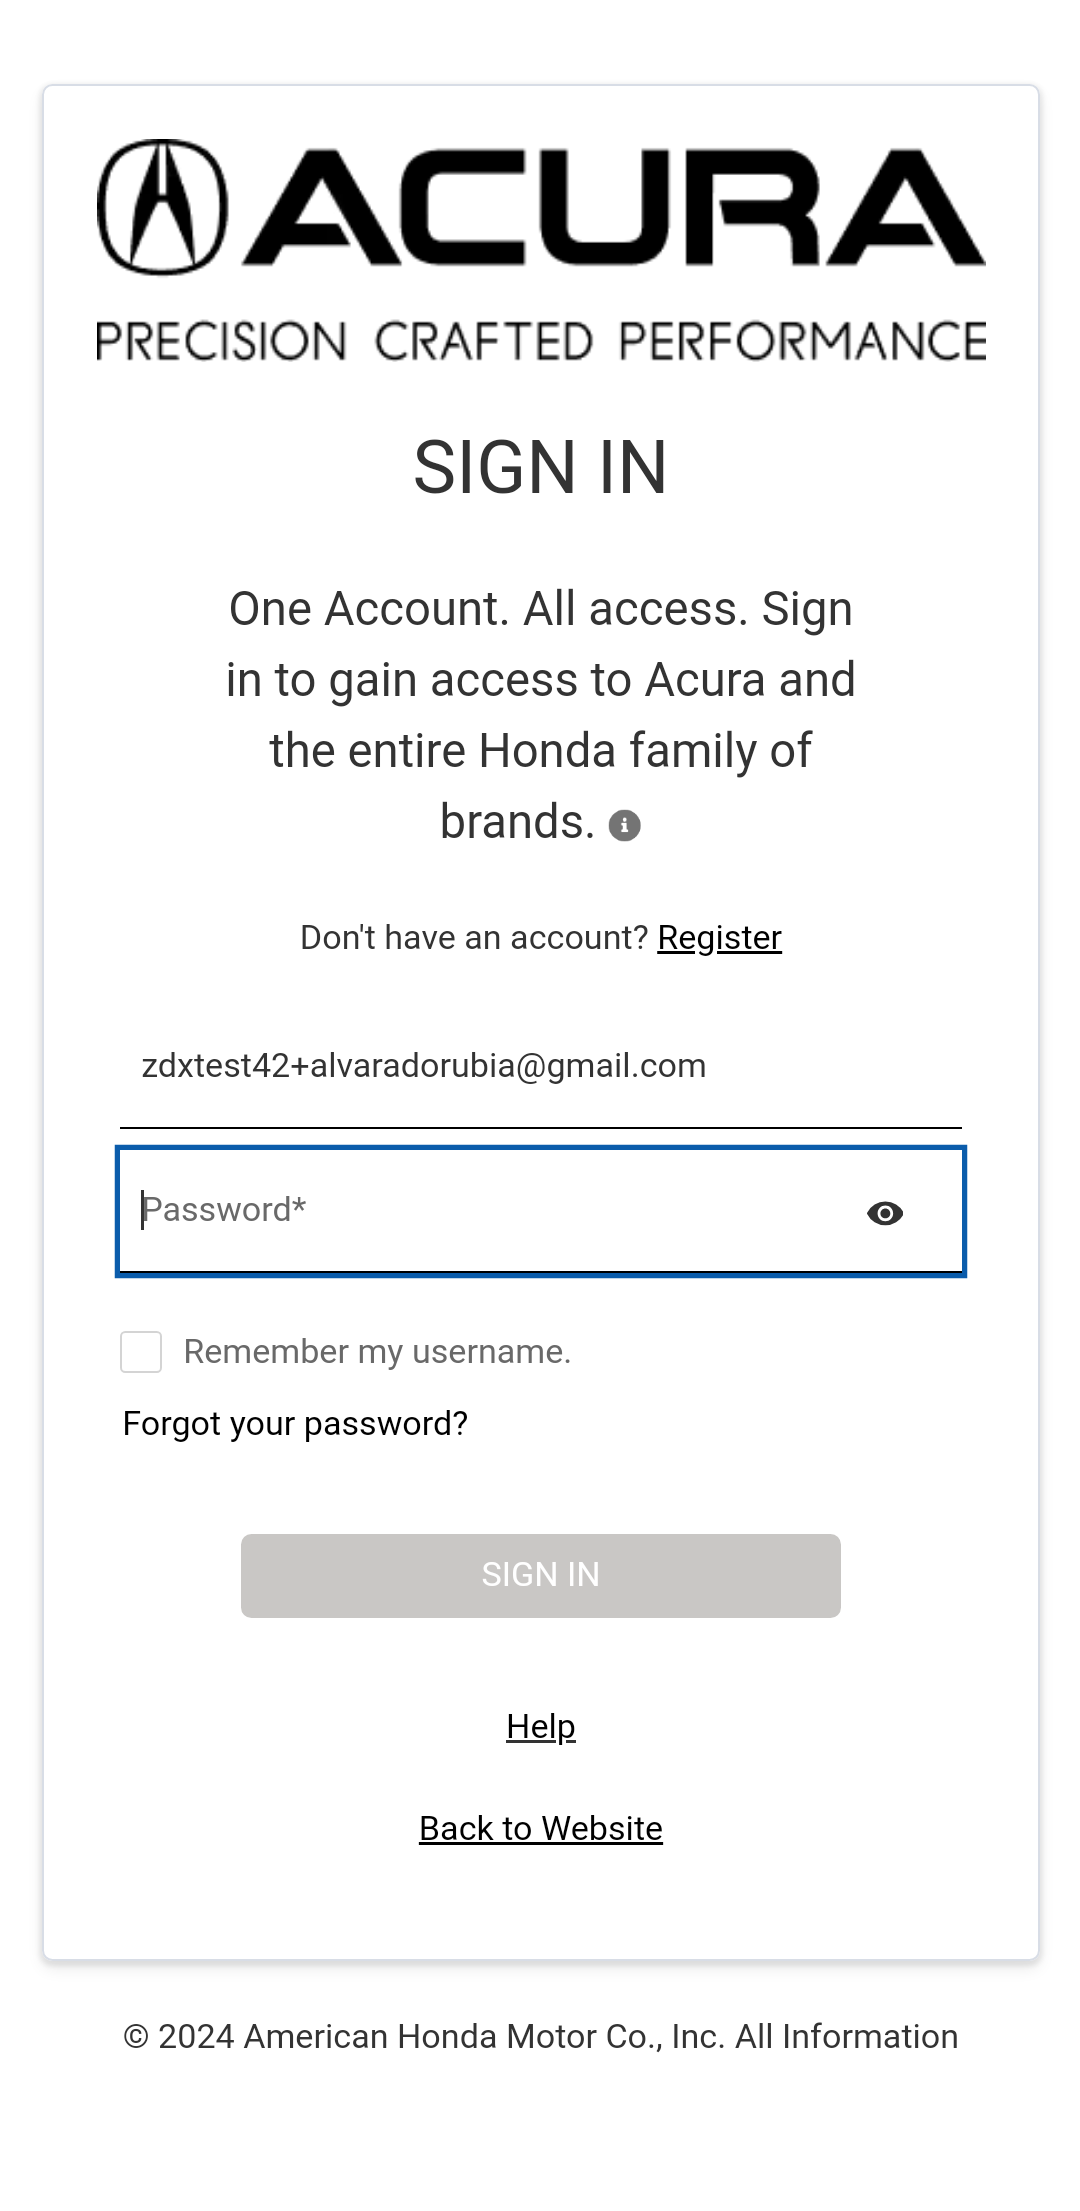 ACURA
PRECISION CRAFTED PERFORMANCE
SIGN IN
One Account. All access. Sign
in to gain access to Acura and
the entire Honda family of
brands.
Don't have an account? Register
zdxtest42+alvaradorubia@gmail.com
Password*
Remember my username.
Forgot your password?
SIGN IN
Help
Back to Website
© 2024 American Honda Motor Co., Inc. All Information